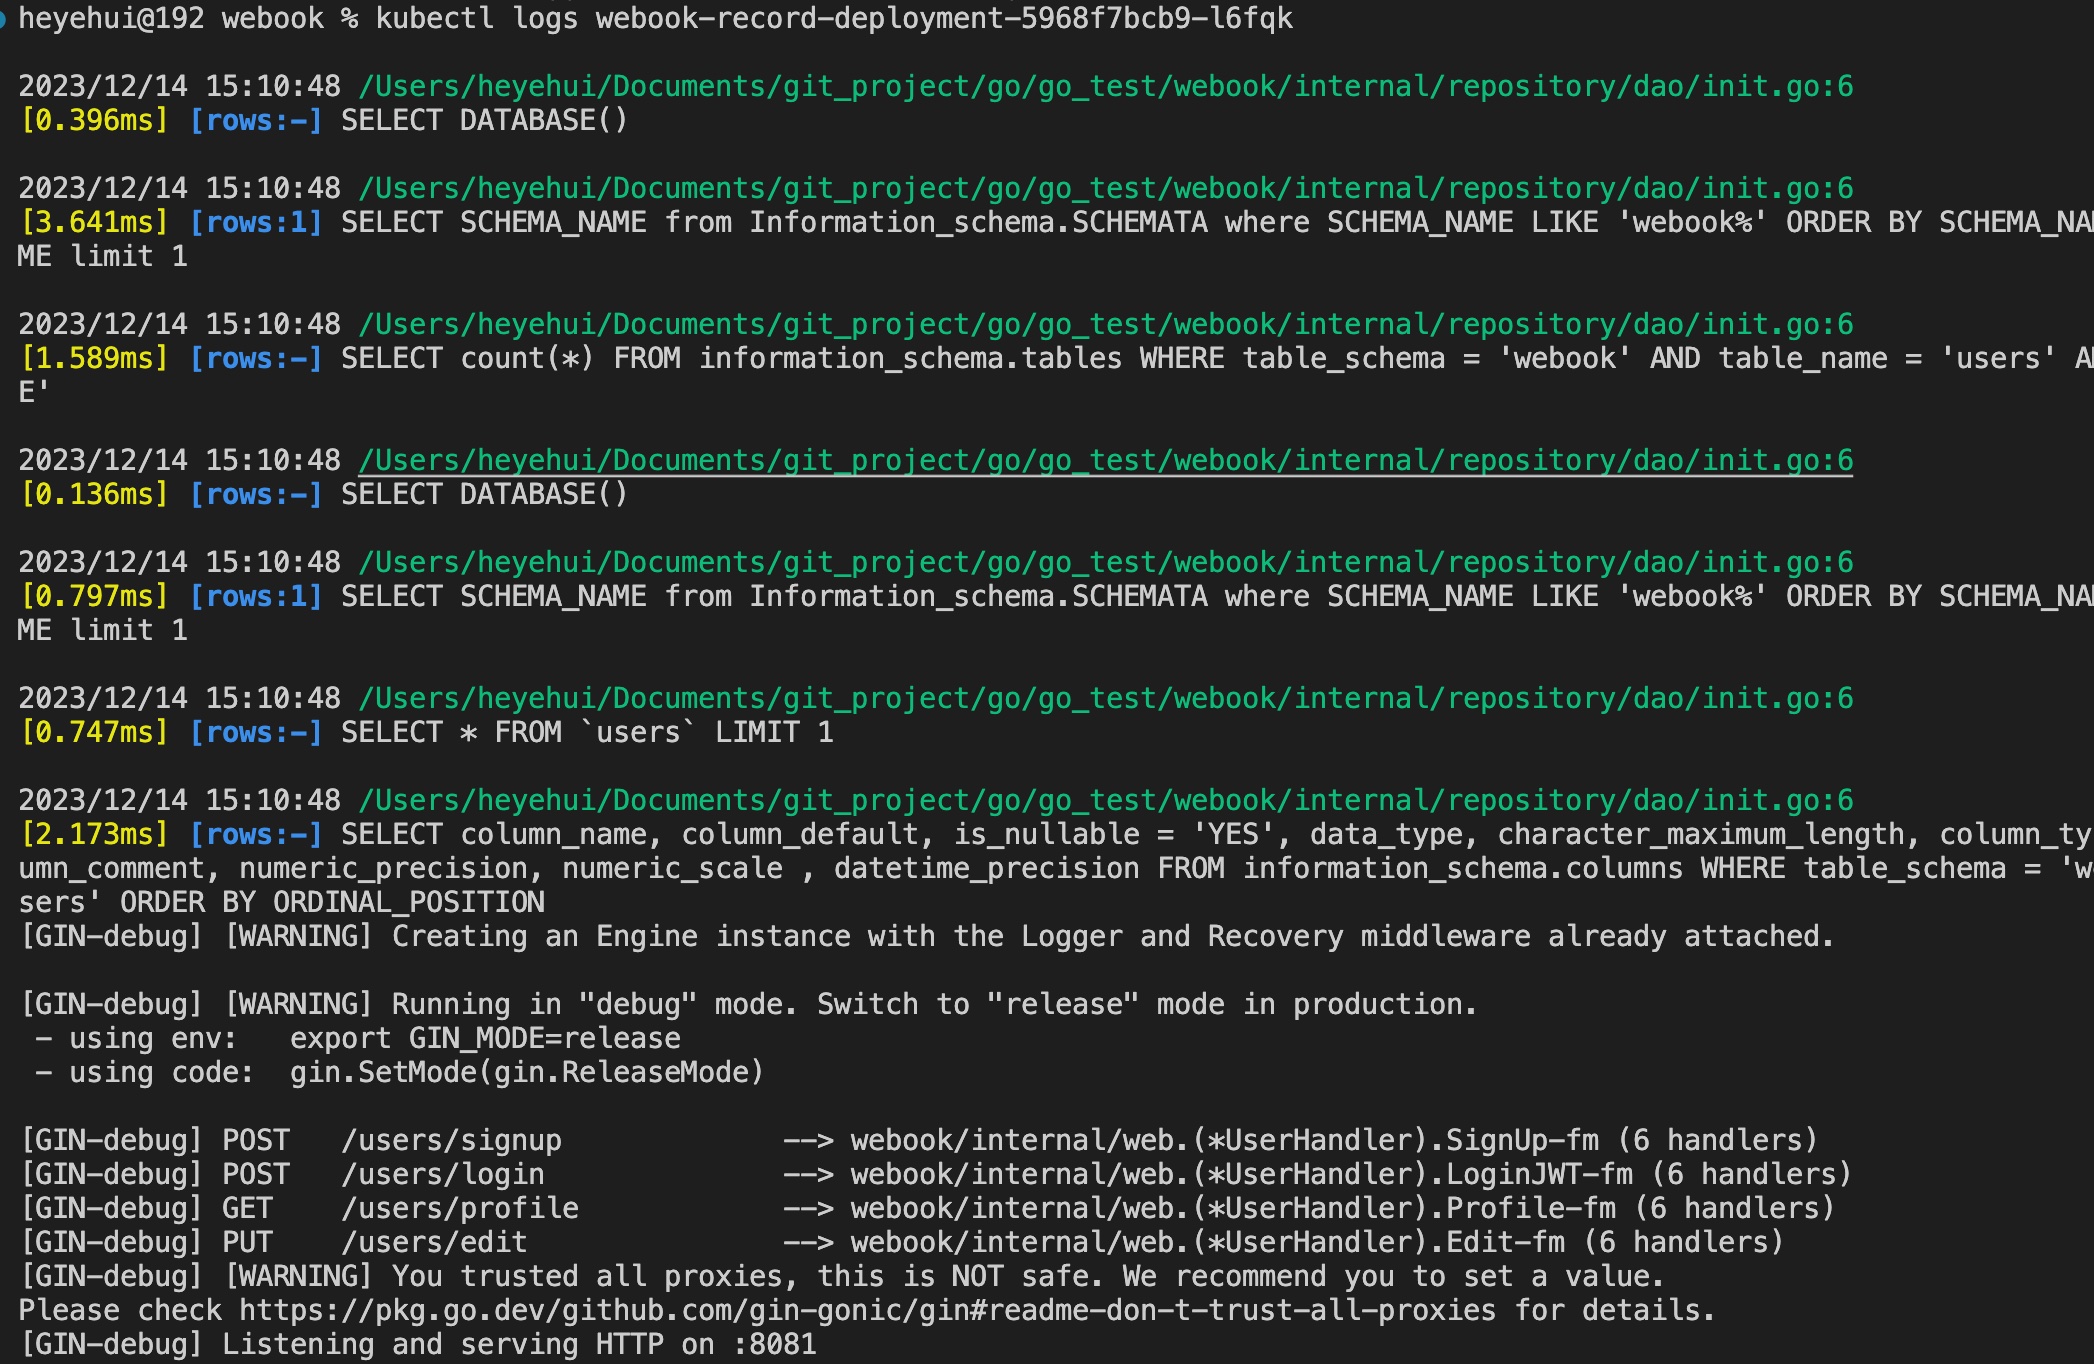 heyehui@192 webook % kubectl logs webook-record-deployment-5968f7bcb9-l6fqk
2023/12/14 15:10:48 /Users/heyehui/Documents/git_project/go/go_test/webook/internal/repository/dao/init.go:6
[0.396ms] [rows:-] SELECT DATABASE()
2023/12/14 15:10:48 /Users/heyehui/Documents/git_project/go/go_test/webook/internal/repository/dao/init.go:6
[3.641ms] [rows:1] SELECT SCHEMA_NAME from Information_schema.SCHEMATA where SCHEMA_NAME LIKE 'webook%' ORDER BY SCHEMA_NA
ME limit 1
2023/12/14 15:10:48 /Users/heyehui/Documents/git_project/go/go_test/webook/internal/repository/dao/init.go:6
[1.589ms] [rows:-] SELECT count(*) FROM information_schema.tables WHERE table_schema = 'webook' AND table_name = 'users' A
E'
2023/12/14 15:10:48 /Users/heyehui/Documents/git_project/go/go_test/webook/internal/repository/dao/init.go:6
[0.136ms] [rows:-] SELECT DATABASE()
2023/12/14 15:10:48 /Users/heyehui/Documents/git_project/go/go_test/webook/internal/repository/dao/init.go:6
[0.797ms] [rows:1] SELECT SCHEMA_NAME from Information_schema.SCHEMATA where SCHEMA_NAME LIKE 'webook%' ORDER BY SCHEMA_NA
ME limit 1
2023/12/14 15:10:48 /Users/heyehui/Documents/git_project/go/go_test/webook/internal/repository/dao/init.go:6
[0.747ms] [rows:-] SELECT * FROM `users` LIMIT 1
2023/12/14 15:10:48 /Users/heyehui/Documents/git_project/go/go_test/webook/internal/repository/dao/init.go:6
[2.173ms] [rows:-] SELECT column_name, column_default, is_nullable = 'YES', data_type, character_maximum_length, column_ty
umn_comment, numeric_precision, numeric_scale , datetime_precision FROM information_schema.columns WHERE table_schema = 'w
sers' ORDER BY ORDINAL_POSITION
[GIN-debug] [WARNING] Creating an Engine instance with the Logger and Recovery middleware already attached.
[GIN-debug] [WARNING] Running in "debug" mode. Switch to "release" mode in production.
- using env: export GIN_MODE=release
- using code: gin.SetMode(gin.ReleaseMode)
[GIN-debug] POST /users/signup --> webook/internal/web.(*UserHandler).SignUp-fm (6 handlers)
[GIN-debug] POST /users/login --> webook/internal/web.(*UserHandler).LoginJWT-fm (6 handlers)
[GIN-debug] GET /users/profile --> webook/internal/web.(*UserHandler).Profile-fm (6 handlers)
[GIN-debug] PUT /users/edit --> webook/internal/web.(*UserHandler).Edit-fm (6 handlers)
[GIN-debug] [WARNING] You trusted all proxies, this is NOT safe. We recommend you to set a value.
Please check https://pkg.go.dev/github.com/gin-gonic/gin#readme-don-t-trust-all-proxies for details.
[GIN-debug] Listening and serving HTTP on :8081